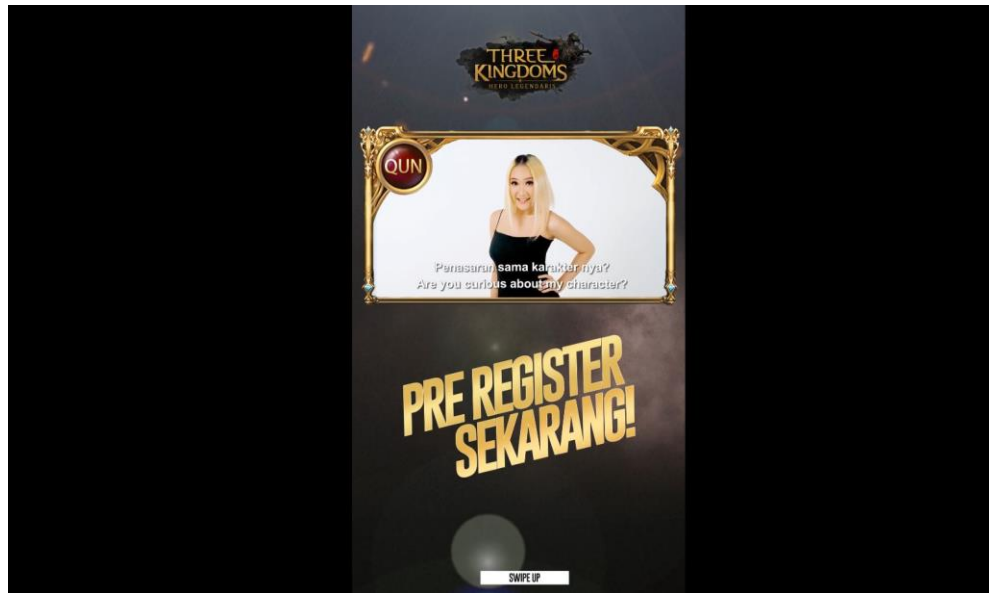 THREE
KINGDOMS
HERO LEGENDARIS
QUN
Penasaran sama karakter nya?
Are you curious about my character?
PRE REGISTER
SEKARANG!
SWIPE UP